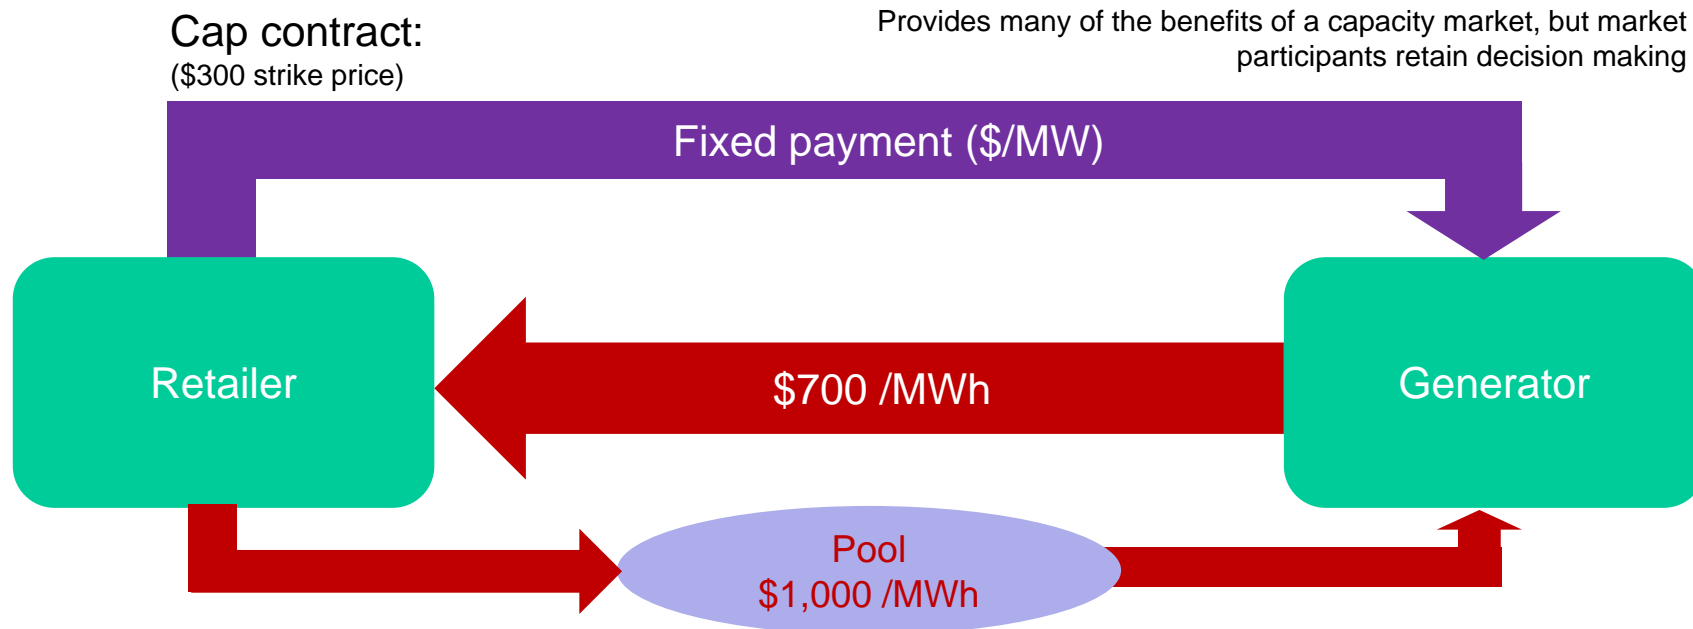 Cap contract:
($300 strike price)
Provides many of the benefits of a capacity market, but market
participants retain decision making
Fixed payment ($/MW)
Retailer
$700 /MWh
Generator
Pool
$1,000 /MWh